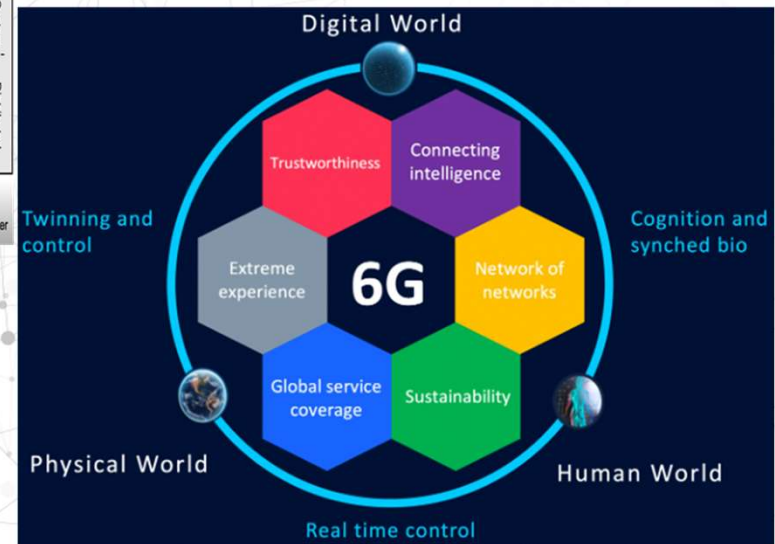 Digital World
Trustworthiness
Connecting
intelligence
er
Twinning and
control
Cognition and
synched bio
Extreme
experience
6G
Network of
networks
Global service
coverage
Sustainability
Physical World
Human World
Real time control